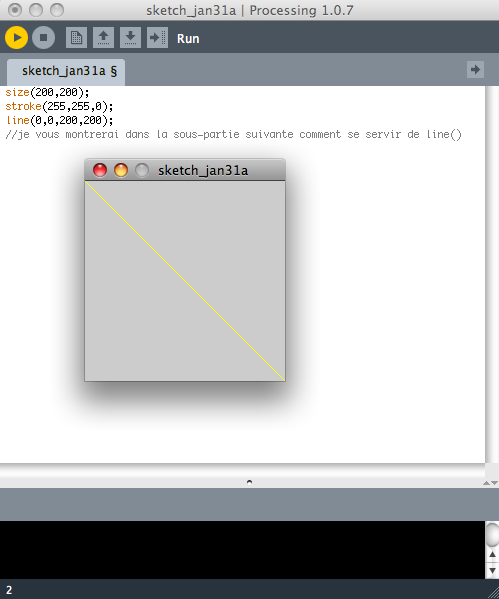 sketch_jan31a | Processing 1.0.7
Run
sketch_jan31a §
size(200,200);
stroke(255,255,0);
line(0,0,200,200);
//je vous montrerai dans la sous-partie suivante comment se servir de line()
sketch_jan31a
2